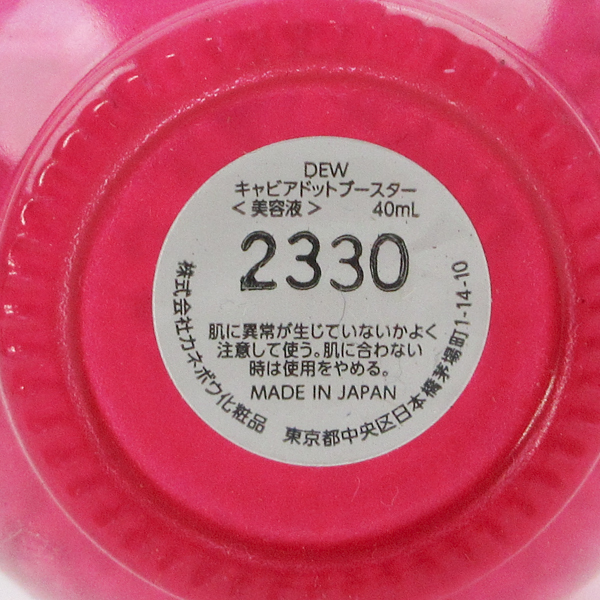 DEW
キャビアドットブースター
＜美容液＞ 40mL
2330
肌に異常が生じていないかよく
注意して使う。肌に合わない
時は使用をやめる。
MADE IN JAPAN
株式会社カネボウ化粧品 東京都中央区日本橋茅場町1-14-10